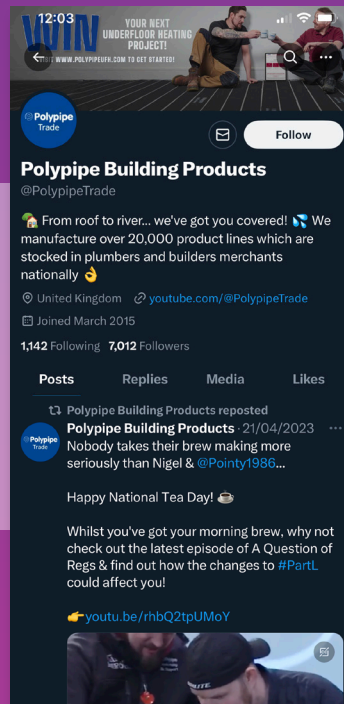 12:03
WIN
YOUR NEXT
UNDERFLOOR HEATING
PROJECT!
WWW.POLYPIPEUFH.COM TO GET STARTED!
Polypipe
Trade
Follow
Polypipe Building Products
@PolypipeTrade
🏡 From roof to river... we've got you covered! 💦 We
manufacture over 20,000 product lines which are
stocked in plumbers and builders merchants
nationally 👌
United Kingdom youtube.com/@PolypipeTrade
Joined March 2015
1,142 Following 7,012 Followers
Posts Replies Media Likes
Polypipe Building Products reposted
Polypipe
Trade
Polypipe Building Products · 21/04/2023 ...
Nobody takes their brew making more
seriously than Nigel & @Pointy1986...
Happy National Tea Day! ☕
Whilst you've got your morning brew, why not
check out the latest episode of A Question of
Regs & find out how the changes to #PartL
could affect you!
👉youtu.be/rhbQ2tpUMoY